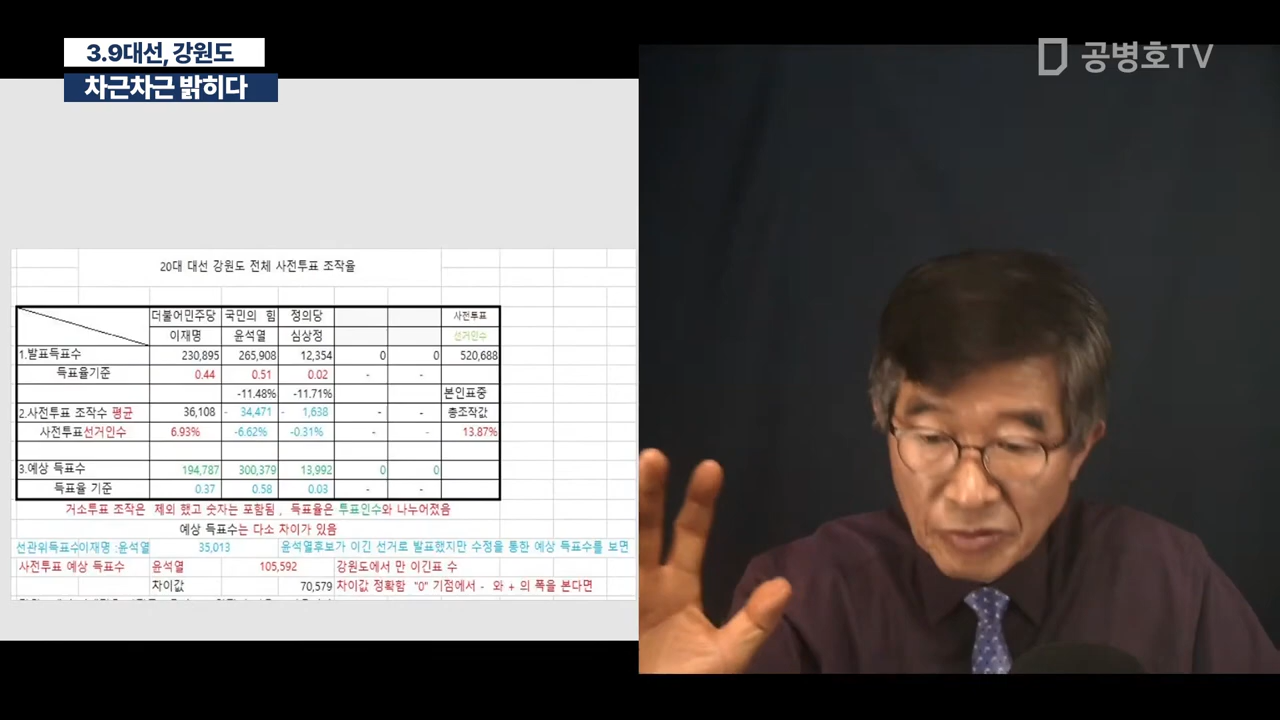 3.9대선, 강원도
차근차근 밝히다
공병호TV
20대 대선 강원도 전체 사전투표 조작율
더불어민주당 국민의 힘 정의당 사전투표
이재명 윤석열 심상정 선거인수
1.발표득표수 230,895 265,908 12,354 0 0 520,688
득표율기준 0.44 0.51 0.02 - -
-11.48% -11.71% 본인표중
2.사전투표 조작수 평균 36,108 - 34,471 - 1,638 - - 총조작값
사전투표선거인수 6.93% -6.62% -0.31% - - 13.87%
3.예상 득표수 194,787 300,379 13,992 0 0
득표율 기준 0.37 0.58 0.03 - -
거소투표 조작은 제외 했고 숫자는 포함됨 , 득표율은 투표인수와 나누어졌음
예상 득표수는 다소 차이가 있음
선관위득표수이재명 :윤석열 35,013 윤석열후보가 이긴 선거로 발표했지만 수정을 통한 예상 득표수를 보면
사전투표 예상 득표수 윤석열 105,592 강원도에서 만 이긴표 수
차이값 70,579 차이값 정확함 "0" 기점에서 - 와 + 의 폭을 본다면